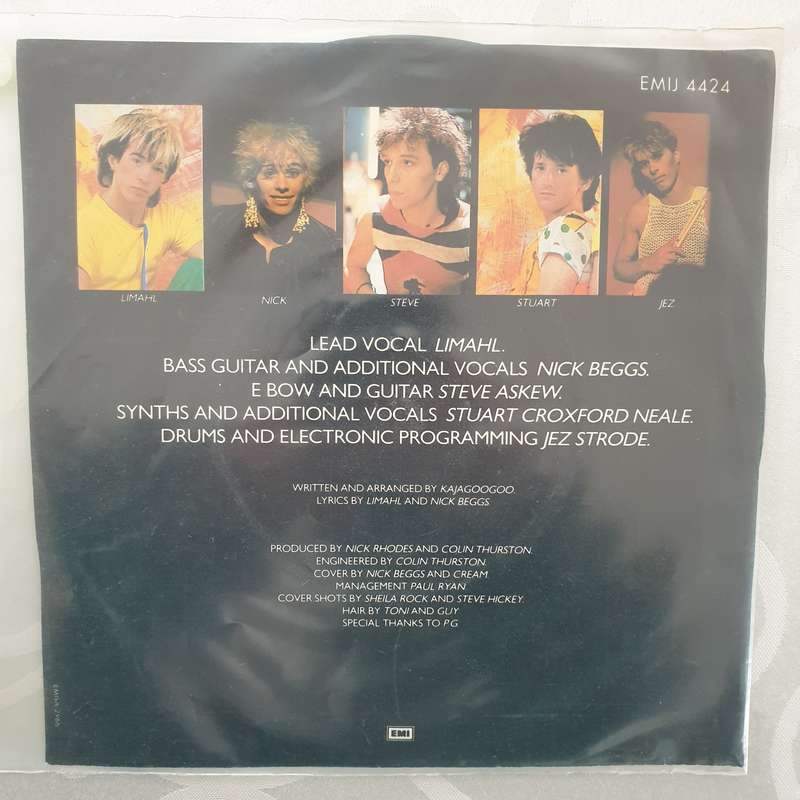 EMIJ 4424
LIMAHL
NICK
STEVE
STUART
JEZ
LEAD VOCAL LIMAHL.
BASS GUITAR AND ADDITIONAL VOCALS NICK BEGGS.
E BOW AND GUITAR STEVE ASKEW.
SYNTHS AND ADDITIONAL VOCALS STUART CROXFORD NEALE.
DRUMS AND ELECTRONIC PROGRAMMING JEZ STRODE.
WRITTEN AND ARRANGED BY KAJAGOOGOO.
LYRICS BY LIMAHL AND NICK BEGGS.
PRODUCED BY NICK RHODES AND COLIN THURSTON.
ENGINEERED BY COLIN THURSTON.
COVER BY NICK BEGGS AND CREAM.
MANAGEMENT PAUL RYAN.
COVER SHOTS BY SHEILA ROCK AND STEVE HICKEY.
HAIR BY TONI AND GUY
SPECIAL THANKS TO PG
EMI